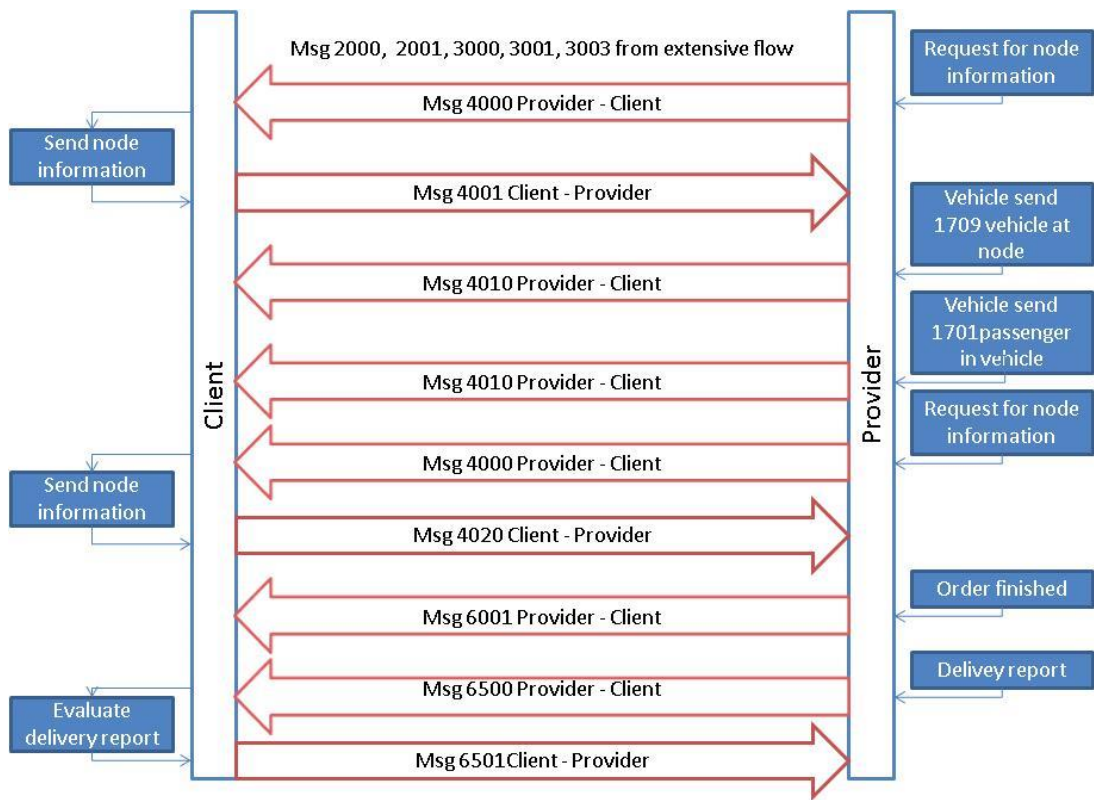 Msg 2000,  2001, 3000, 3001, 3003 from extensive flow
Request for node
information
Msg 4000 Provider - Client
Send node
information
Msg 4001 Client - Provider
Vehicle send
1709 vehicle at
node
Msg 4010 Provider - Client
Vehicle send
1701passenger
in vehicle
Msg 4010 Provider - Client
Client
Provider
Request for node
information
Msg 4000 Provider - Client
Send node
information
Msg 4020 Client - Provider
Order finished
Msg 6001 Provider - Client
Delivey report
Msg 6500 Provider - Client
Evaluate
delivery report
Msg 6501Client - Provider